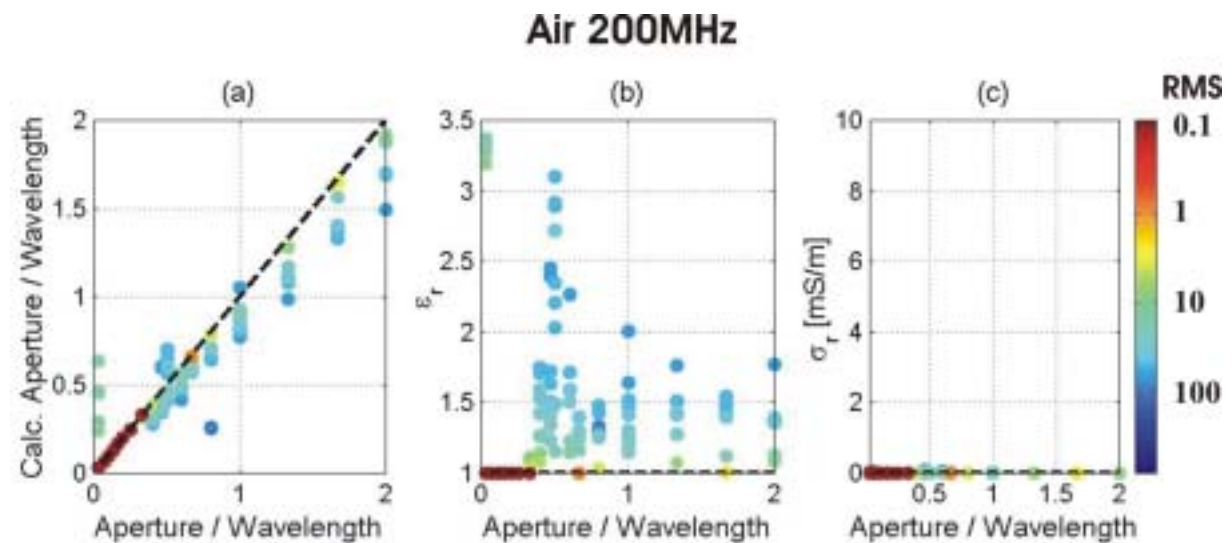 Air 200MHz
(a) (b) (c) RMS
Calc. Aperture / Wavelength
2
1.5
1
0.5
0
0 1 2
Aperture / Wavelength
εr
3.5
3
2.5
2
1.5
1
0 1 2
Aperture / Wavelength
σr [mS/m]
10
8
6
4
2
0
0.5 1 1.5 2
Aperture / Wavelength
0.1
1
10
100